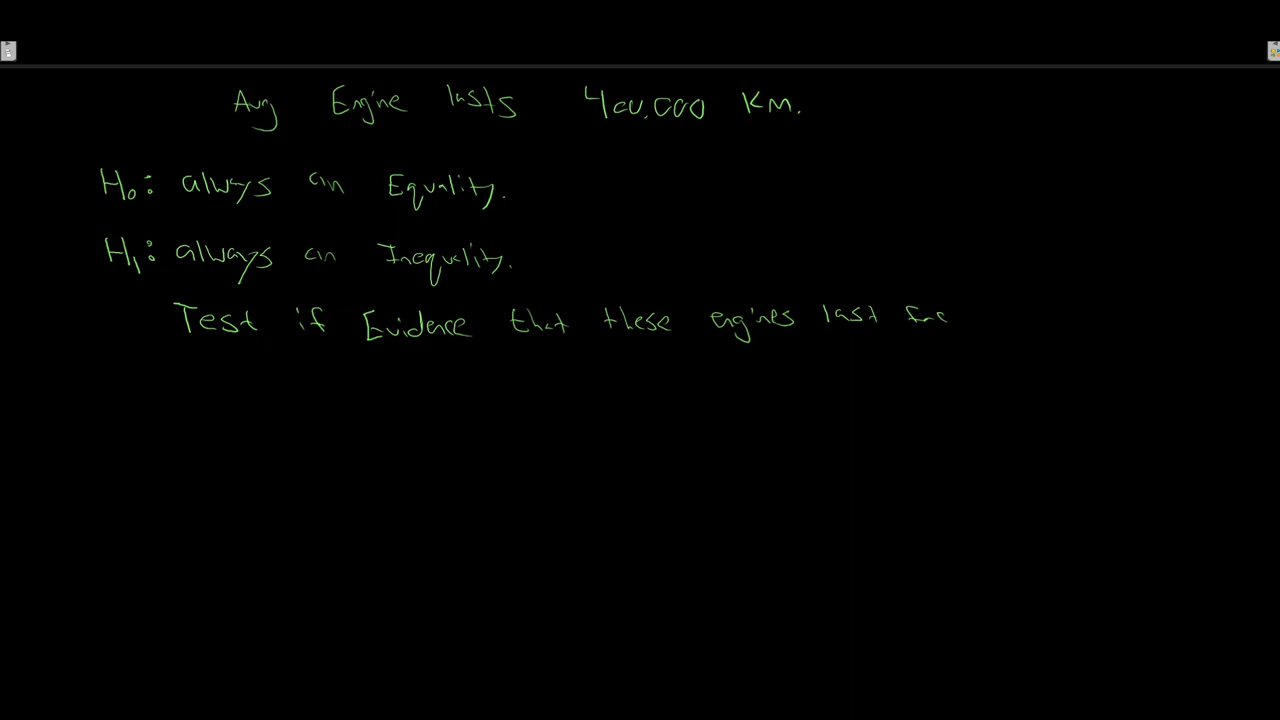 Avg Engine lasts 400.000 KM.
H₀: always an Equality.
H₁: always an Inequality.
Test if Evidence that these engines last